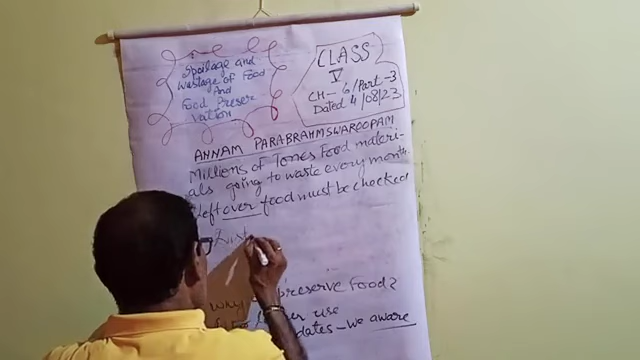 Spoilage and
Wastage of Food
And
Food Preser
vation
CLASS
V
CH- 6/Part-3
Dated 4/08/23
ANNAM PARABRAHMSWAROOPAM
Millions of Tones Food materi-
als going to waste every month.
left over food must be checked
Why preserve Food?
use
dates - We aware